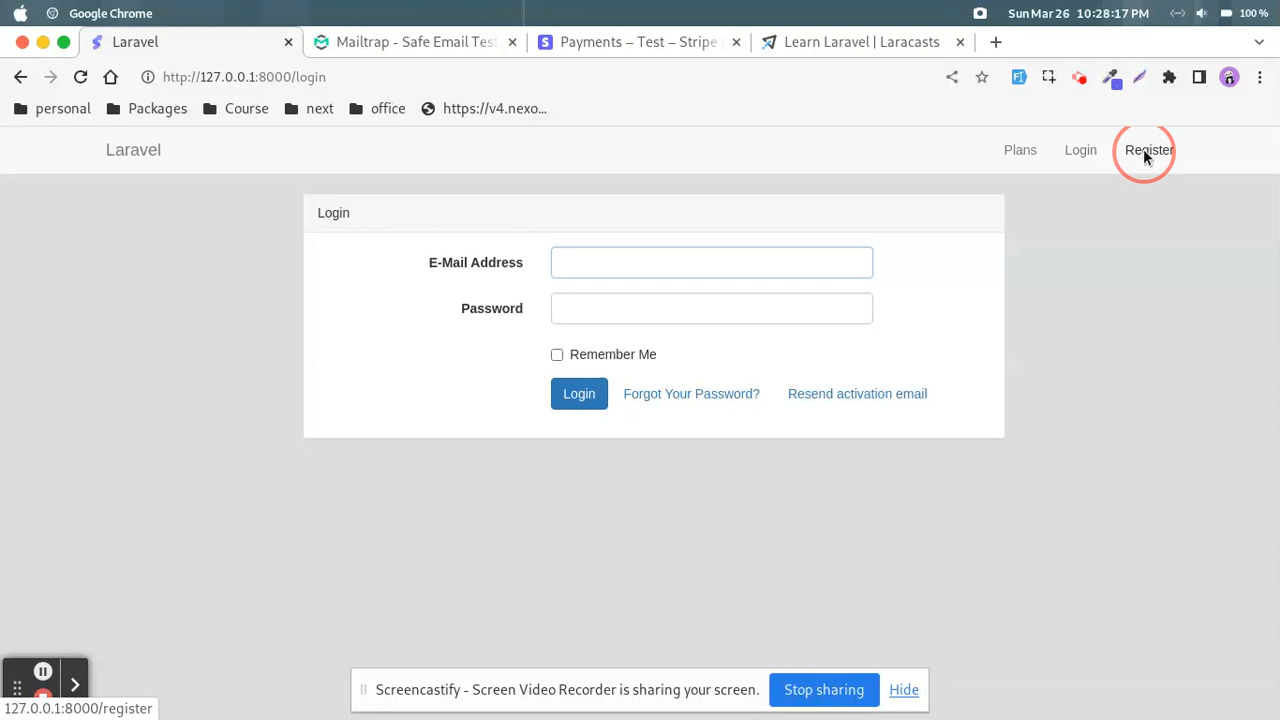 Google Chrome
Sun Mar 26 10:28:17 PM 100 %
Laravel
Mailtrap - Safe Email Test
Payments – Test – Stripe
Learn Laravel | Laracasts
http://127.0.0.1:8000/login
personal
Packages
Course
next
office
https://v4.nexo...
Laravel
Plans
Login
Register
Login
E-Mail Address
Password
Remember Me
Login
Forgot Your Password?
Resend activation email
Screencastify - Screen Video Recorder is sharing your screen.
Stop sharing
Hide
127.0.0.1:8000/register